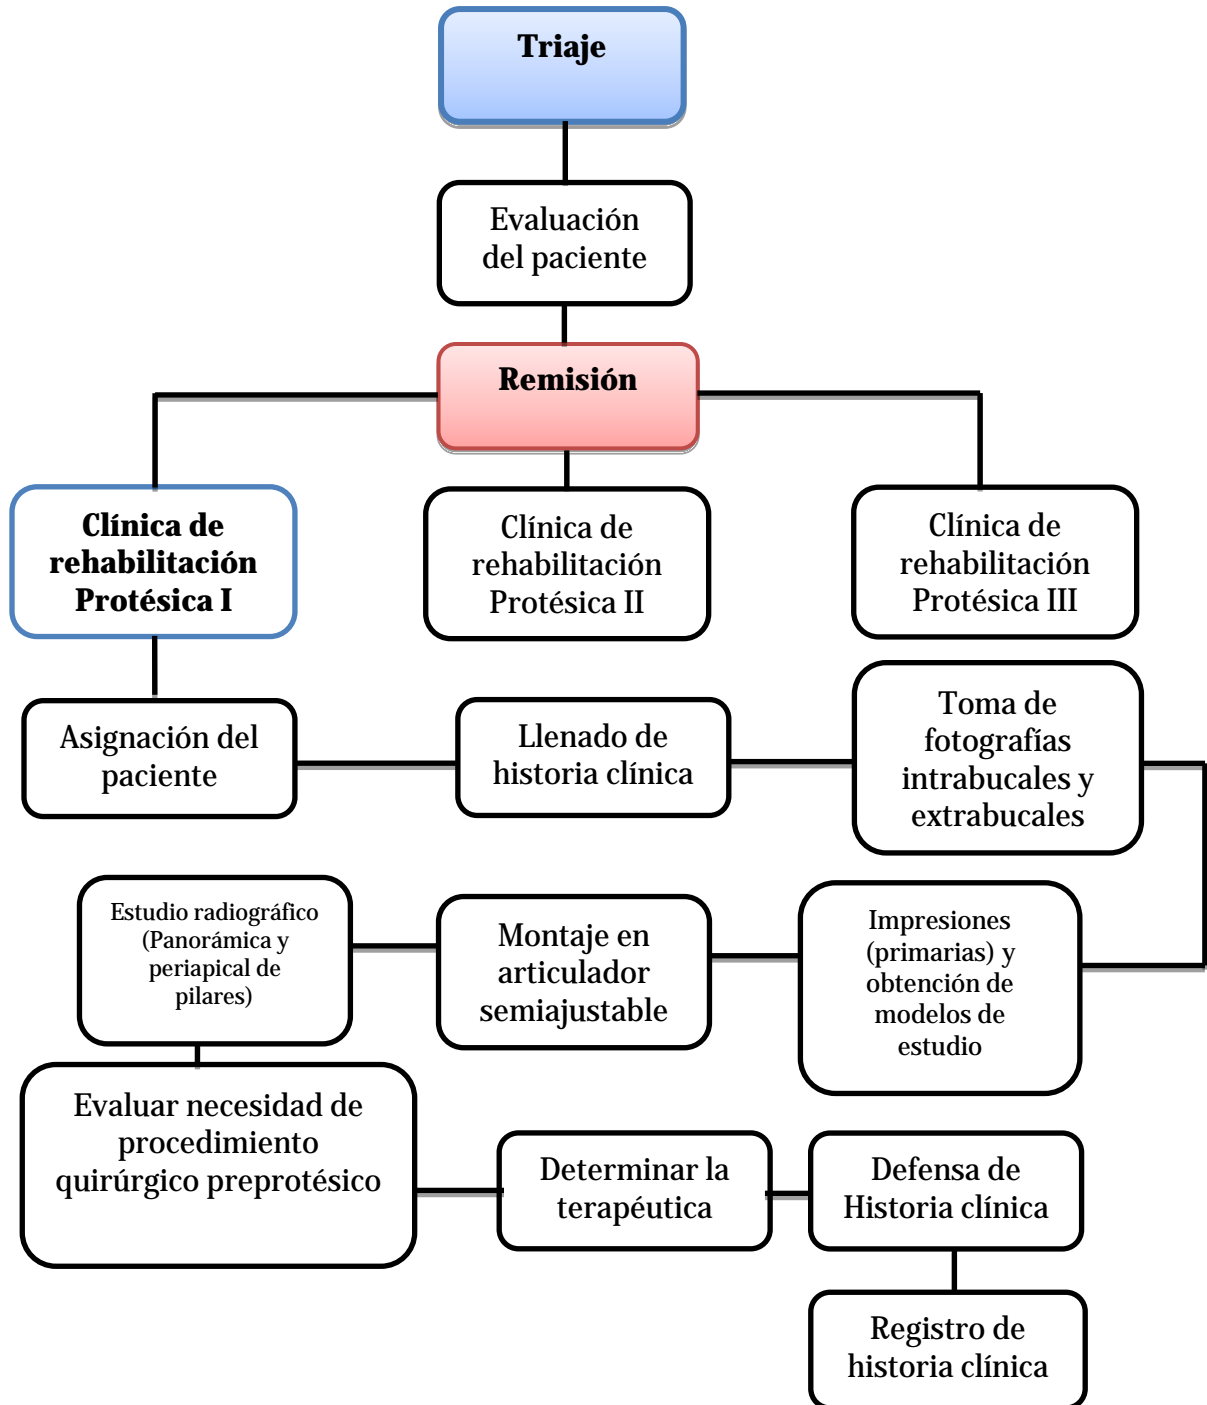 Triaje
Evaluación
del paciente
Remisión
Clínica de
rehabilitación
Protésica I
Clínica de
rehabilitación
Protésica II
Clínica de
rehabilitación
Protésica III
Asignación del
paciente
Llenado de
historia clínica
Toma de
fotografías
intrabucales y
extrabucales
Impresiones
(primarias) y
obtención de
modelos de
estudio
Montaje en
articulador
semiajustable
Estudio radiográfico
(Panorámica y
periapical de
pilares)
Evaluar necesidad de
procedimiento
quirúrgico preprotésico
Determinar la
terapéutica
Defensa de
Historia clínica
Registro de
historia clínica